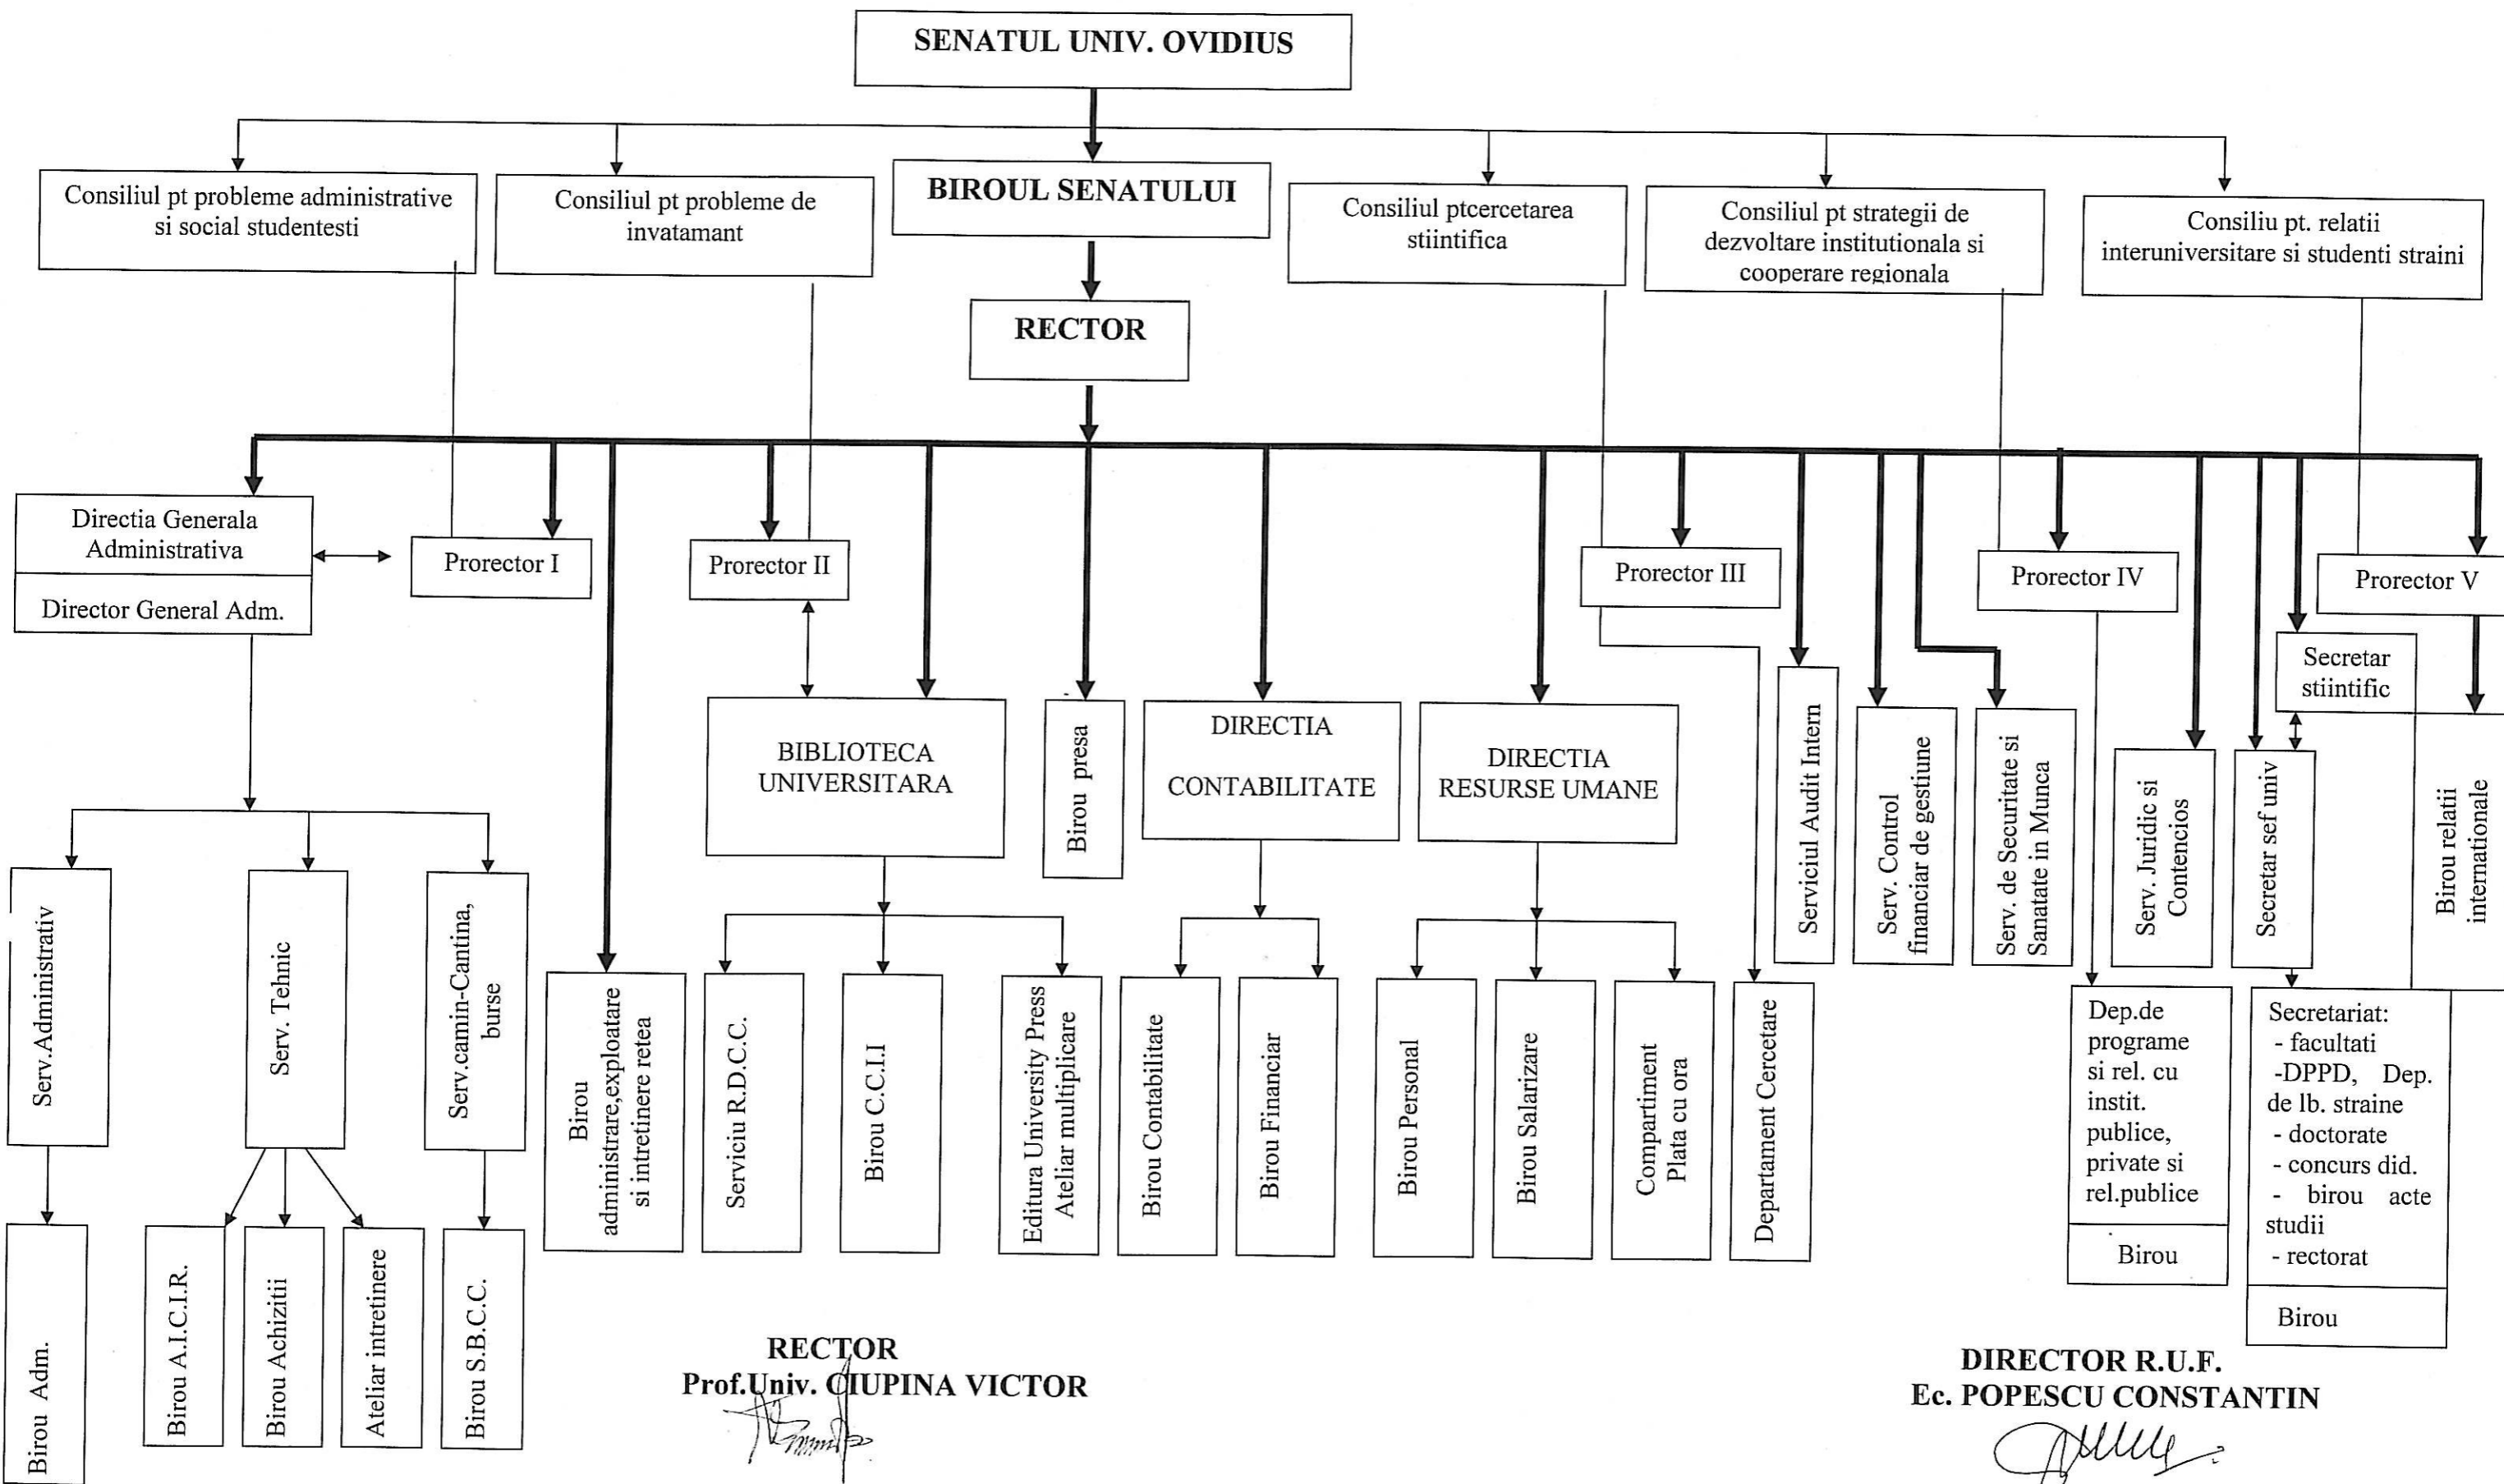 SENATUL UNIV. OVIDIUS
Consiliul pt probleme administrative
si social studentesti
Consiliul pt probleme de
invatamant
BIROUL SENATULUI
Consiliul ptcercetarea
stiintifica
Consiliul pt strategii de
dezvoltare institutionala si
cooperare regionala
Consiliu pt. relatii
interuniversitare si studenti straini
RECTOR
Directia Generala
Administrativa
Director General Adm.
Prorector I
Prorector II
Prorector III
Prorector IV
Prorector V
Secretar
stiintific
BIBLIOTECA
UNIVERSITARA
Birou presa
DIRECTIA
CONTABILITATE
DIRECTIA
RESURSE UMANE
Serviciul Audit Intern
Serv. Control
financiar de gestiune
Serv. de Securitate si
Sanatate in Munca
Serv. Juridic si
Contencios
Secretar sef univ
Birou relatii
internationale
Serv.Administrativ
Serv. Tehnic
Serv.camin-Cantina,
burse
Birou
administrare,exploatare
si intretinere retea
Serviciu R.D.C.C.
Birou C.C.I.I
Editura University Press
Ateliar multiplicare
Birou Contabilitate
Birou Financiar
Birou Personal
Birou Salarizare
Compartiment
Plata cu ora
Departament Cercetare
Dep.de
programe
si rel. cu
instit.
publice,
private si
rel.publice
Birou
Secretariat:
- facultati
-DPPD, Dep.
de lb. straine
- doctorate
- concurs did.
- birou acte
studii
- rectorat
Birou
Birou Adm.
Birou A.I.C.I.R.
Birou Achizitii
Ateliar intretinere
Birou S.B.C.C.
RECTOR
Prof.Univ. CIUPINA VICTOR
DIRECTOR R.U.F.
Ec. POPESCU CONSTANTIN